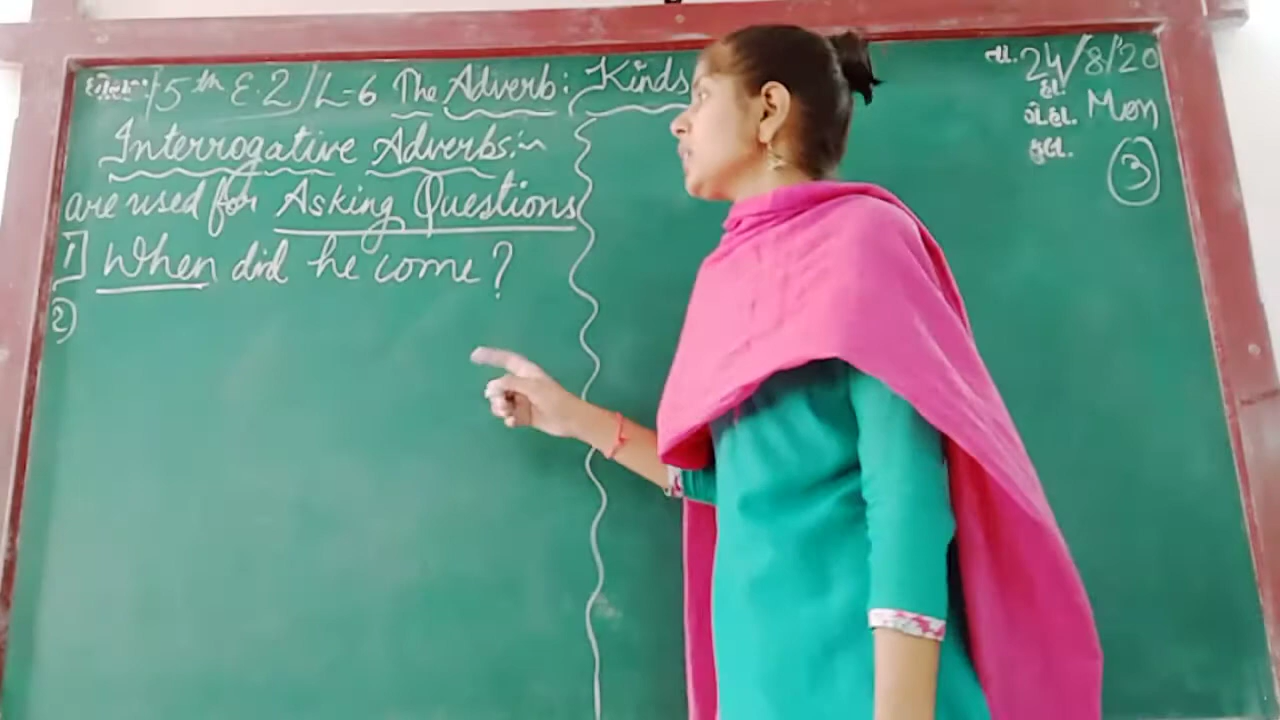 5th E.2 / L-6 The Adverb: Kinds
Interrogative Adverbs:~
are used for Asking Questions
1] When did he come?
2)
તા. 24/8/20
હા.
ગે.હા. Mon
કુલ. 3